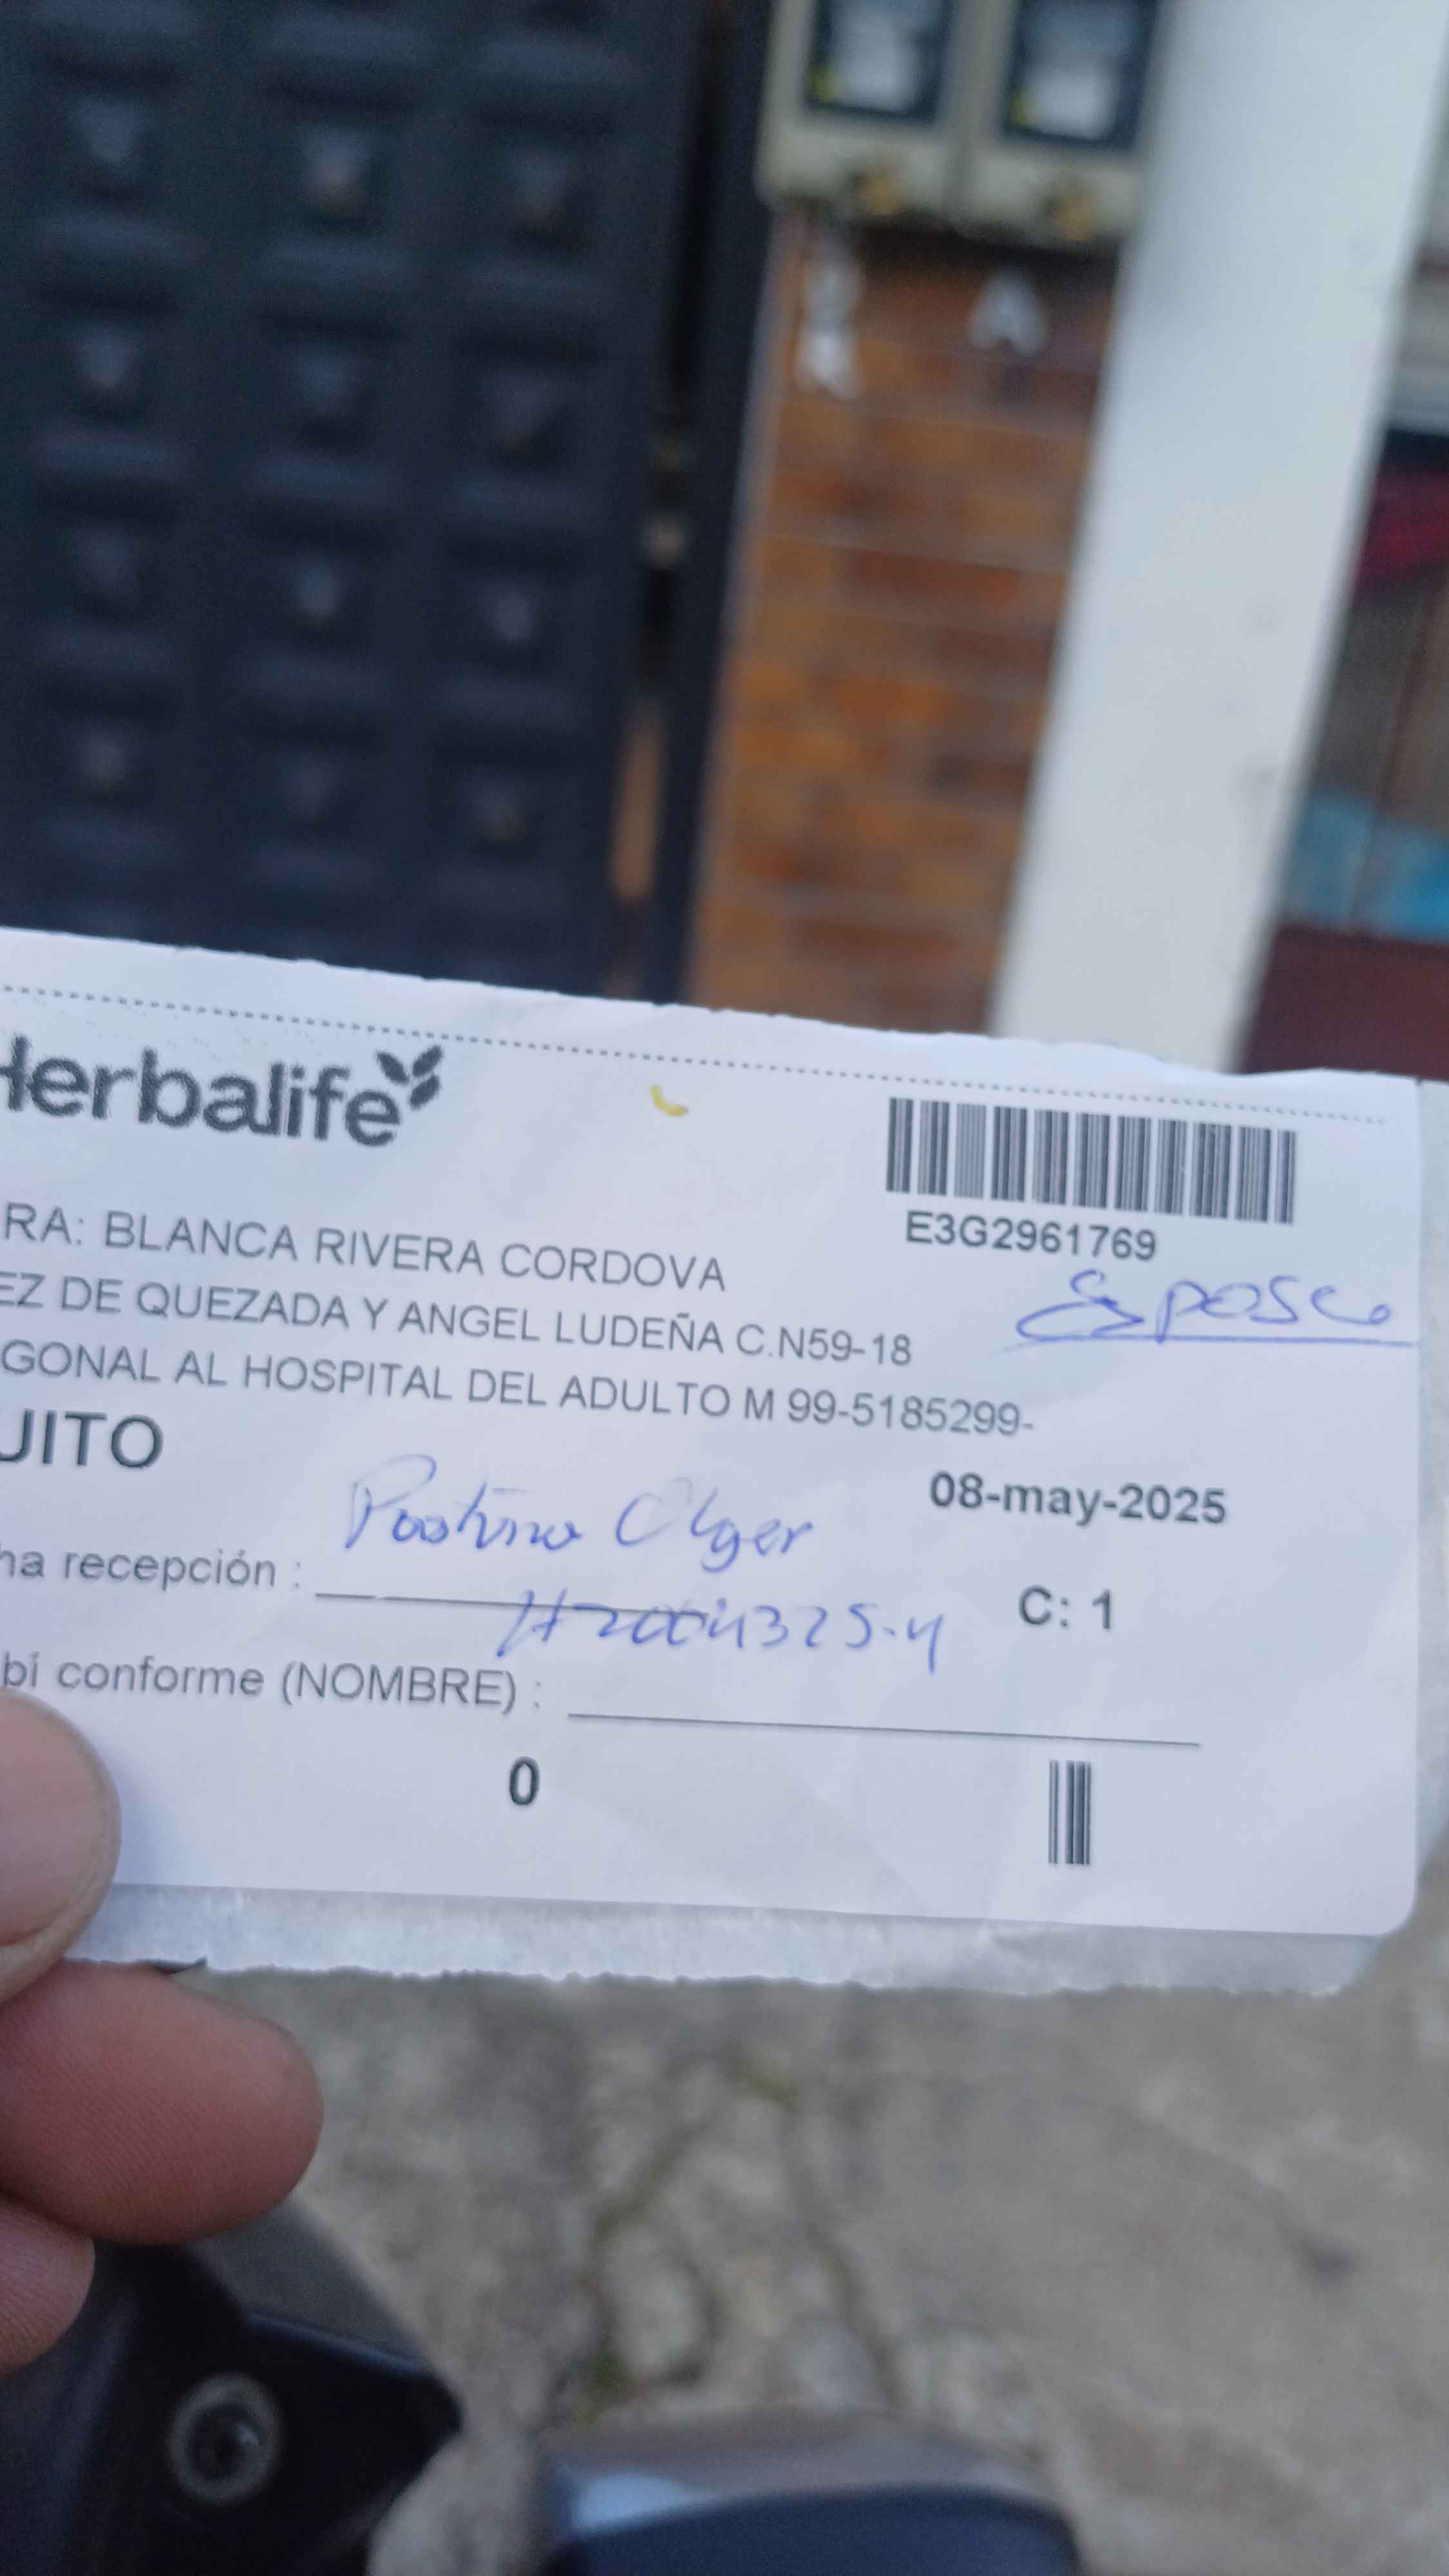 Herbalife
E3G2961769
RA: BLANCA RIVERA CORDOVA
Esposo
EZ DE QUEZADA Y ANGEL LUDEÑA C.N59-18
GONAL AL HOSPITAL DEL ADULTO M 99-5185299-
UITO
08-may-2025
Olger
ha recepción :
C: 1
bí conforme (NOMBRE) :
0